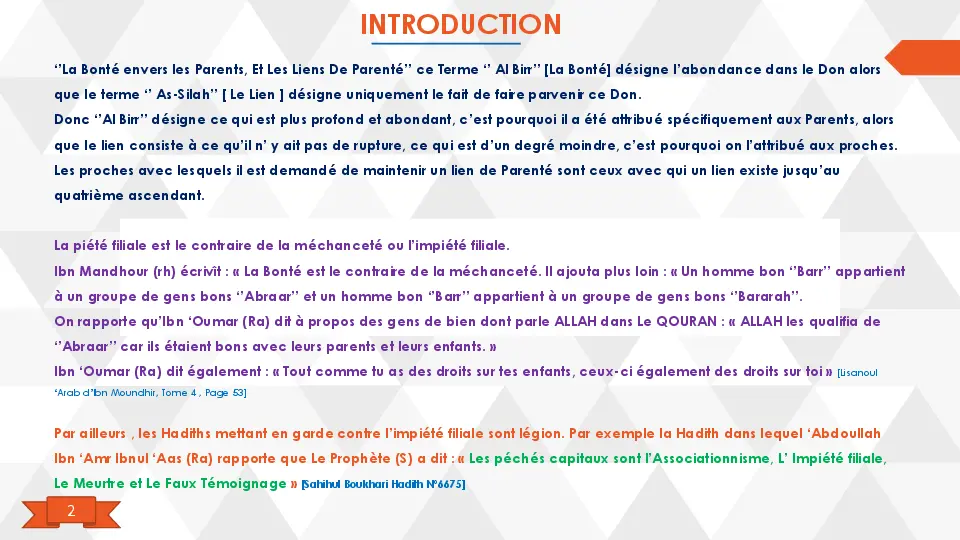 INTRODUCTION
‘’La Bonté envers les Parents, Et Les Liens De Parenté’’ ce Terme ‘’ Al Birr’’ [La Bonté] désigne l’abondance dans le Don alors
que le terme ‘’ As-Silah’’ [ Le Lien ] désigne uniquement le fait de faire parvenir ce Don.
Donc ‘’Al Birr’’ désigne ce qui est plus profond et abondant, c’est pourquoi il a été attribué spécifiquement aux Parents, alors
que le lien consiste à ce qu’il n’ y ait pas de rupture, ce qui est d’un degré moindre, c’est pourquoi on l’attribué aux proches.
Les proches avec lesquels il est demandé de maintenir un lien de Parenté sont ceux avec qui un lien existe jusqu’au
quatrième ascendant.
La piété filiale est le contraire de la méchanceté ou l’impiété filiale.
Ibn Mandhour (rh) écrivît : « La Bonté est le contraire de la méchanceté. Il ajouta plus loin : « Un homme bon ‘’Barr’’ appartient
à un groupe de gens bons ‘’Abraar’’ et un homme bon ‘’Barr’’ appartient à un groupe de gens bons ‘’Bararah’’.
On rapporte qu’Ibn ‘Oumar (Ra) dit à propos des gens de bien dont parle ALLAH dans Le QOURAN : « ALLAH les qualifia de
‘’Abraar’’ car ils étaient bons avec leurs parents et leurs enfants. »
Ibn ‘Oumar (Ra) dit également : « Tout comme tu as des droits sur tes enfants, ceux-ci également des droits sur toi » [Lisanoul
‘Arab d’Ibn Moundhir, Tome 4 , Page 53]
Par ailleurs , les Hadiths mettant en garde contre l’impiété filiale sont légion. Par exemple la Hadith dans lequel ‘Abdoullah
Ibn ‘Amr Ibnul ‘Aas (Ra) rapporte que Le Prophète (S) a dit : « Les péchés capitaux sont l’Associationnisme, L’ Impiété filiale,
Le Meurtre et Le Faux Témoignage » [Sahihul Boukhari Hadith N°6675]
2